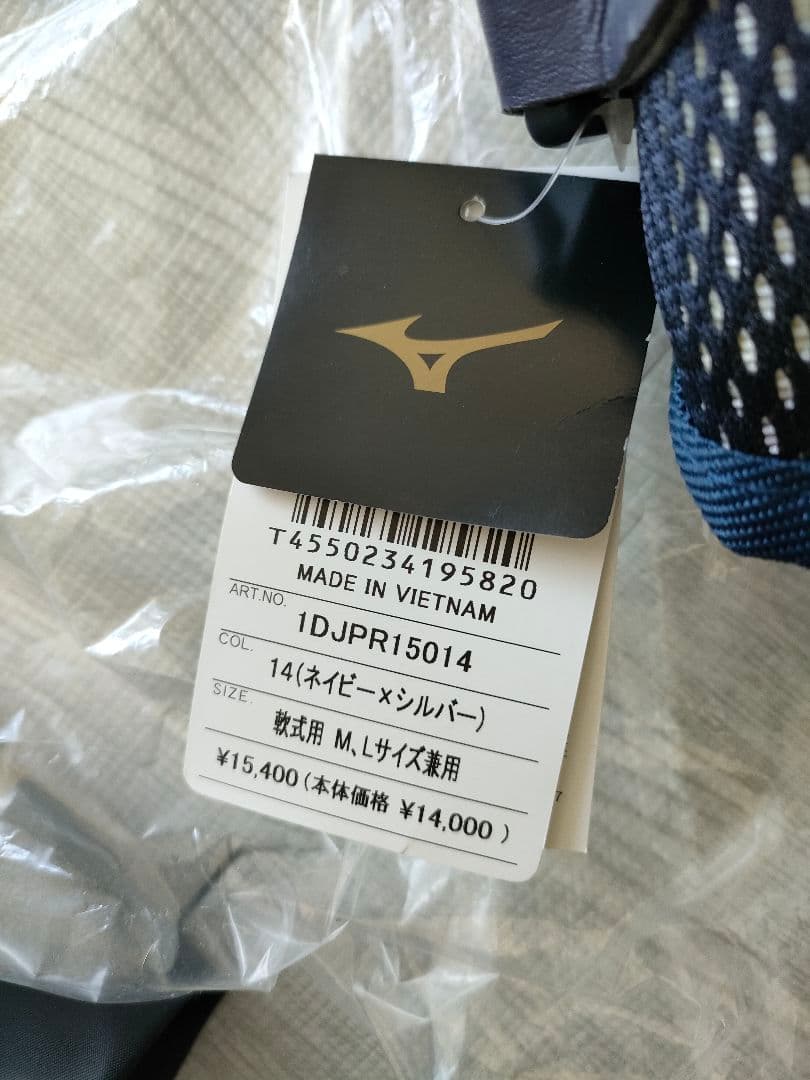 T4550234195820
MADE IN VIETNAM
ART.NO. 1DJPR15014
COL. 14(ネイビー×シルバー)
SIZE. 軟式用 M、Lサイズ兼用
¥15,400(本体価格 ¥14,000 )
7